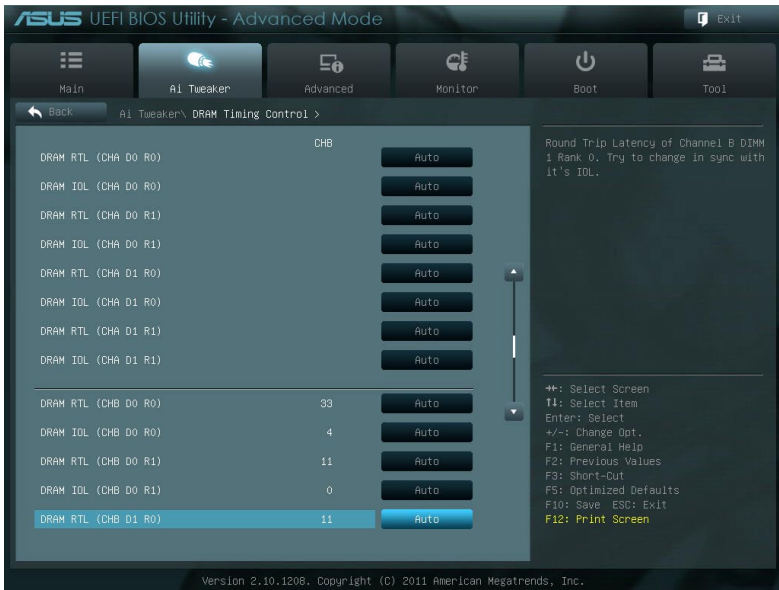 ASUS UEFI BIOS Utility - Advanced Mode
Exit
Main
Ai Tweaker
Advanced
Monitor
Boot
Tool
Back
Ai Tweaker\ DRAM Timing Control >
CHB
DRAM RTL (CHA D0 R0) Auto
DRAM IOL (CHA D0 R0) Auto
DRAM RTL (CHA D0 R1) Auto
DRAM IOL (CHA D0 R1) Auto
DRAM RTL (CHA D1 R0) Auto
DRAM IOL (CHA D1 R0) Auto
DRAM RTL (CHA D1 R1) Auto
DRAM IOL (CHA D1 R1) Auto
DRAM RTL (CHB D0 R0) 33 Auto
DRAM IOL (CHB D0 R0) 4 Auto
DRAM RTL (CHB D0 R1) 11 Auto
DRAM IOL (CHB D0 R1) 0 Auto
DRAM RTL (CHB D1 R0) 11 Auto
Round Trip Latency of Channel B DIMM
1 Rank 0. Try to change in sync with
it's IOL.
→←: Select Screen
↑↓: Select Item
Enter: Select
+/-: Change Opt.
F1: General Help
F2: Previous Values
F3: Short-Cut
F5: Optimized Defaults
F10: Save ESC: Exit
F12: Print Screen
Version 2.10.1208. Copyright (C) 2011 American Megatrends, Inc.